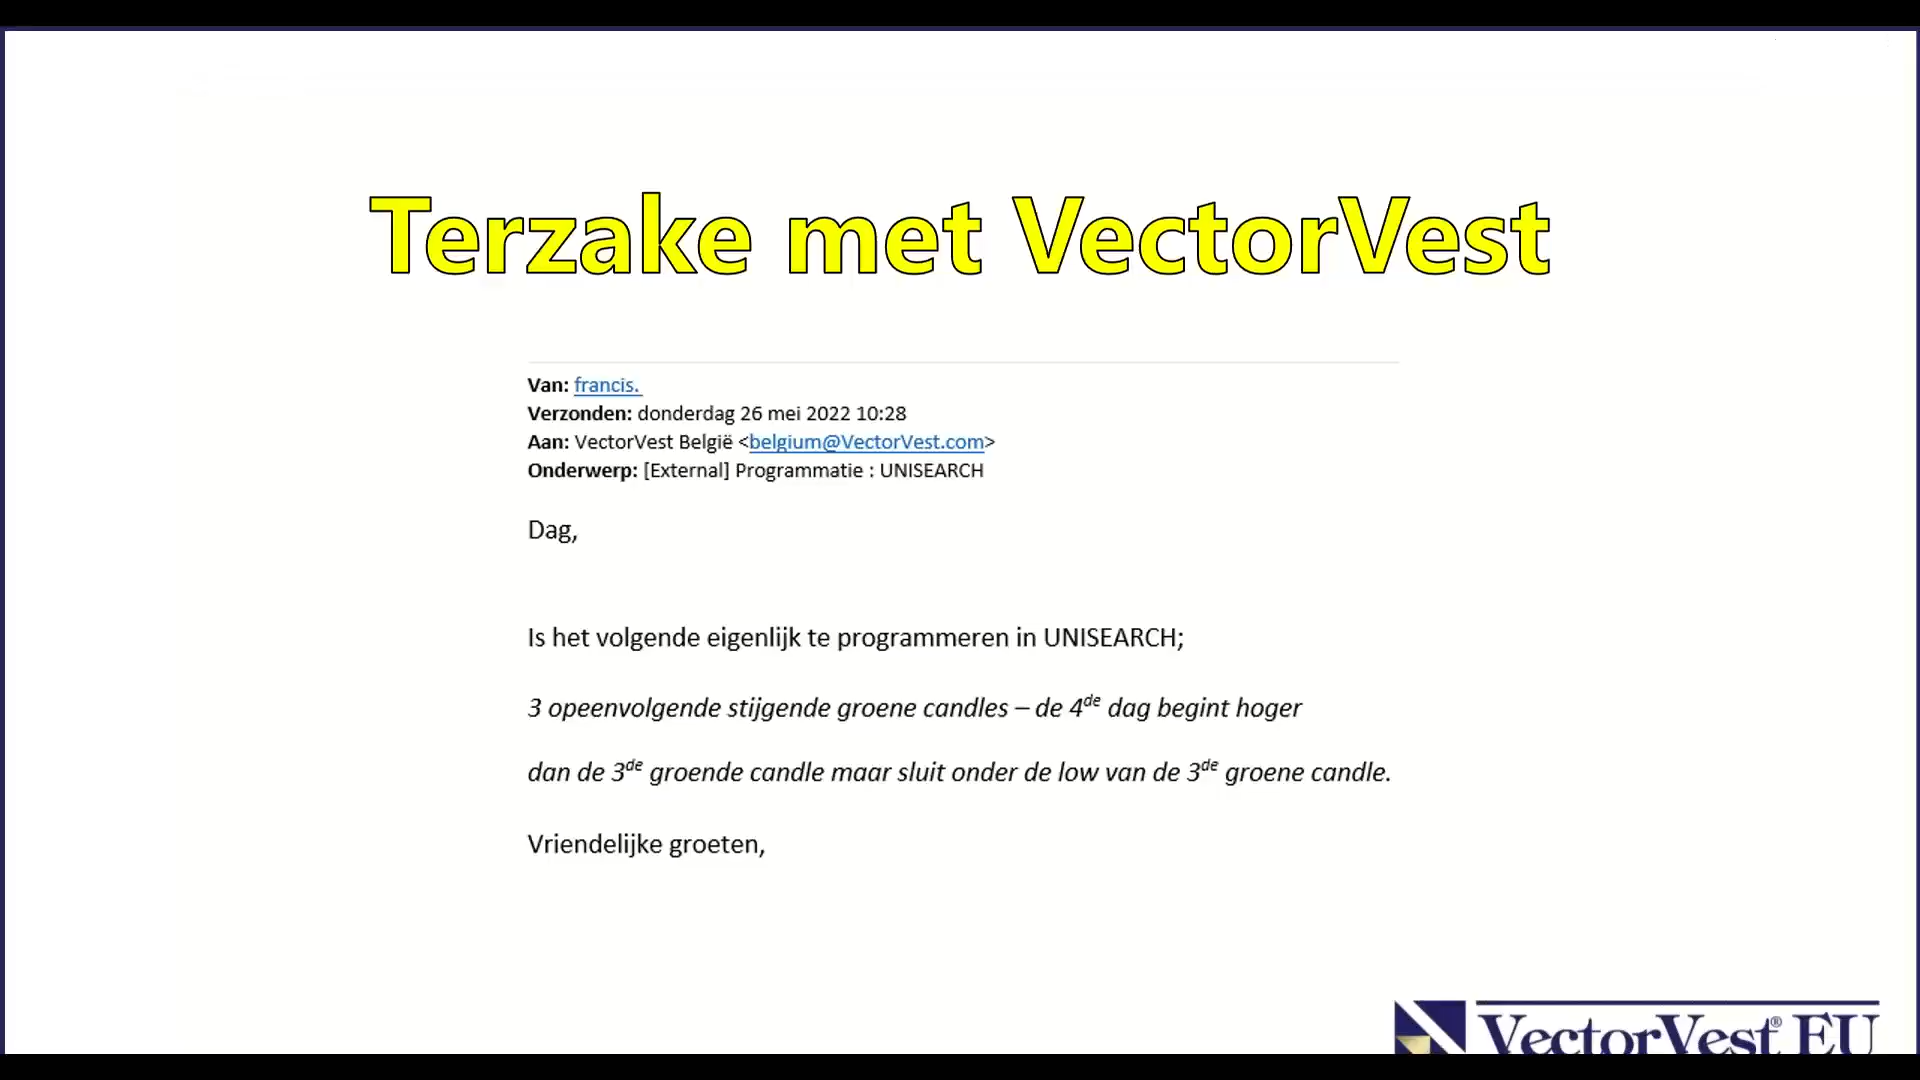 Terzake met VectorVest
Van: francis.
Verzonden: donderdag 26 mei 2022 10:28
Aan: VectorVest België <belgium@VectorVest.com>
Onderwerp: [External] Programmatie : UNISEARCH
Dag,
Is het volgende eigenlijk te programmeren in UNISEARCH;
3 opeenvolgende stijgende groene candles – de 4de dag begint hoger
dan de 3de groende candle maar sluit onder de low van de 3de groene candle.
Vriendelijke groeten,
VectorVest® EU